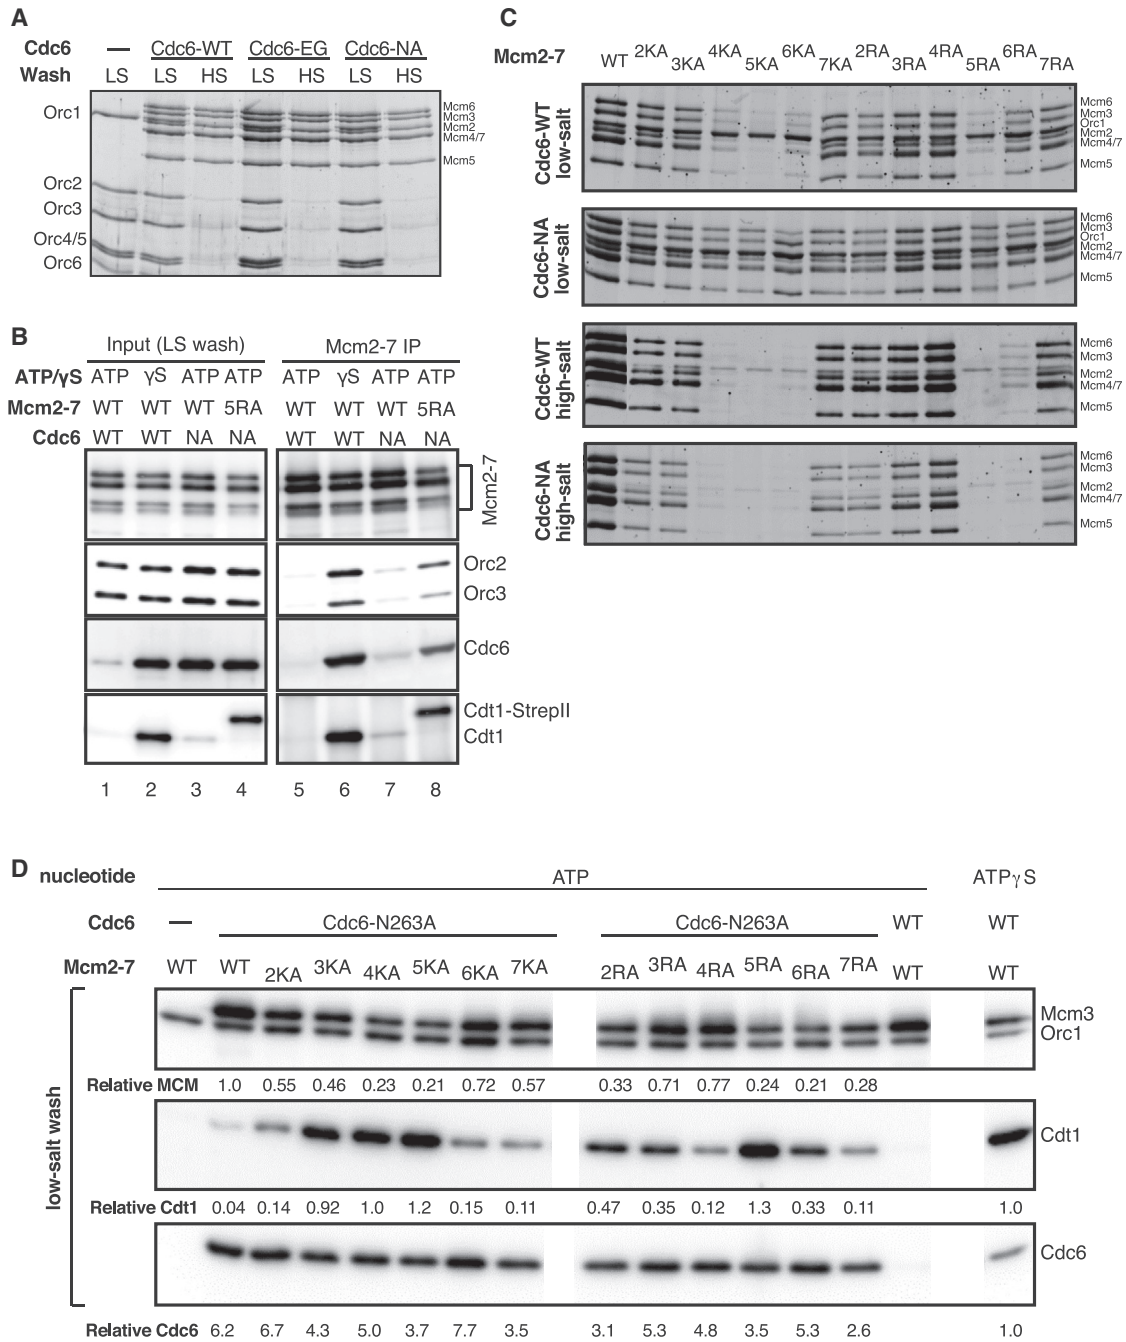 A
Cdc6 — Cdc6-WT Cdc6-EG Cdc6-NA
Wash LS LS HS LS HS LS HS
Orc1
Orc2
Orc3
Orc4/5
Orc6
Mcm6
Mcm3
Mcm2
Mcm4/7
Mcm5
B
Input (LS wash) Mcm2-7 IP
ATP/γS ATP γS ATP ATP ATP γS ATP ATP
Mcm2-7 WT WT WT 5RA WT WT WT 5RA
Cdc6 WT WT NA NA WT WT NA NA
Mcm2-7
Orc2
Orc3
Cdc6
Cdt1-StrepII
Cdt1
1 2 3 4 5 6 7 8
C
Mcm2-7 WT 2KA 3KA 4KA 5KA 6KA 7KA 2RA 3RA 4RA 5RA 6RA 7RA
Cdc6-WT
low-salt
Mcm6
Mcm3
Orc1
Mcm2
Mcm4/7
Mcm5
Cdc6-NA
low-salt
Mcm6
Mcm3
Orc1
Mcm2
Mcm4/7
Mcm5
Cdc6-WT
high-salt
Mcm6
Mcm3
Mcm2
Mcm4/7
Mcm5
Cdc6-NA
high-salt
Mcm6
Mcm3
Mcm2
Mcm4/7
Mcm5
D
nucleotide ATP ATPγS
Cdc6 — Cdc6-N263A Cdc6-N263A WT WT
Mcm2-7 WT WT 2KA 3KA 4KA 5KA 6KA 7KA 2RA 3RA 4RA 5RA 6RA 7RA WT WT
low-salt wash
Mcm3
Orc1
Relative MCM 1.0 0.55 0.46 0.23 0.21 0.72 0.57 0.33 0.71 0.77 0.24 0.21 0.28
Cdt1
Relative Cdt1 0.04 0.14 0.92 1.0 1.2 0.15 0.11 0.47 0.35 0.12 1.3 0.33 0.11 1.0
Cdc6
Relative Cdc6 6.2 6.7 4.3 5.0 3.7 7.7 3.5 3.1 5.3 4.8 3.5 5.3 2.6 1.0